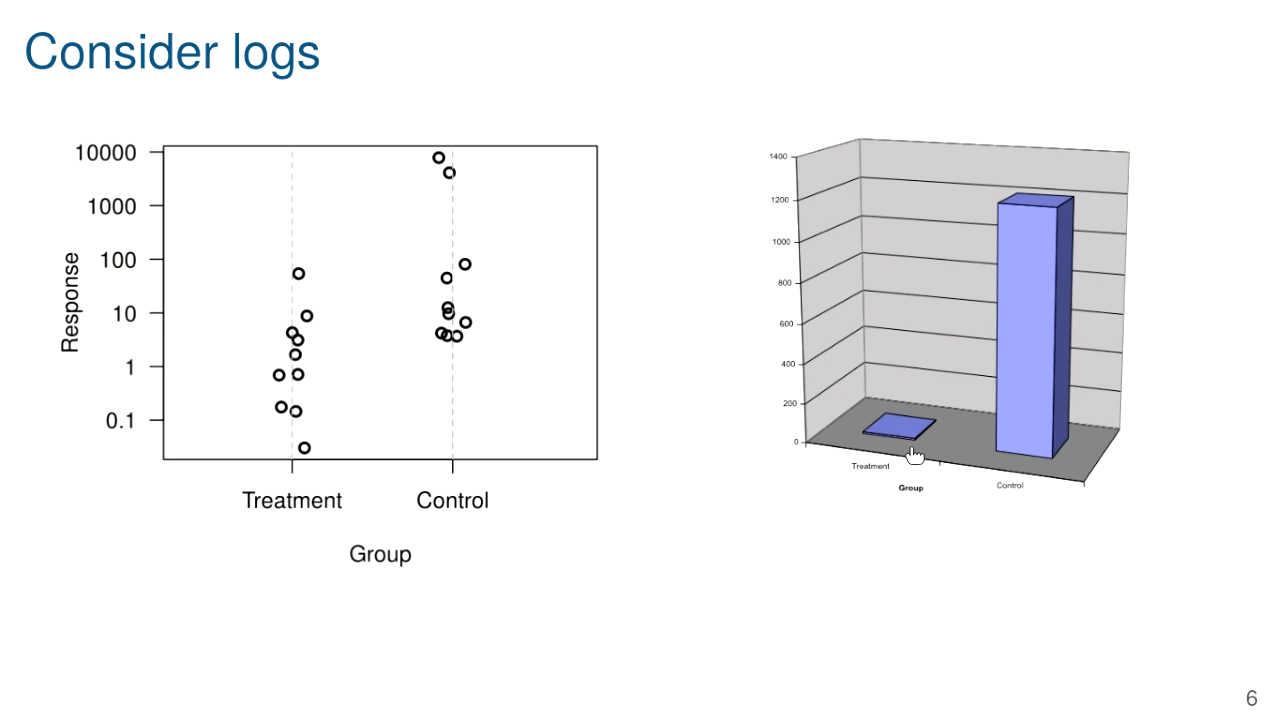 Consider logs
10000
1000
100
10
1
0.1
Response
Treatment Control
Group
1400
1200
1000
800
600
400
200
0
Treatment
Control
Group
6